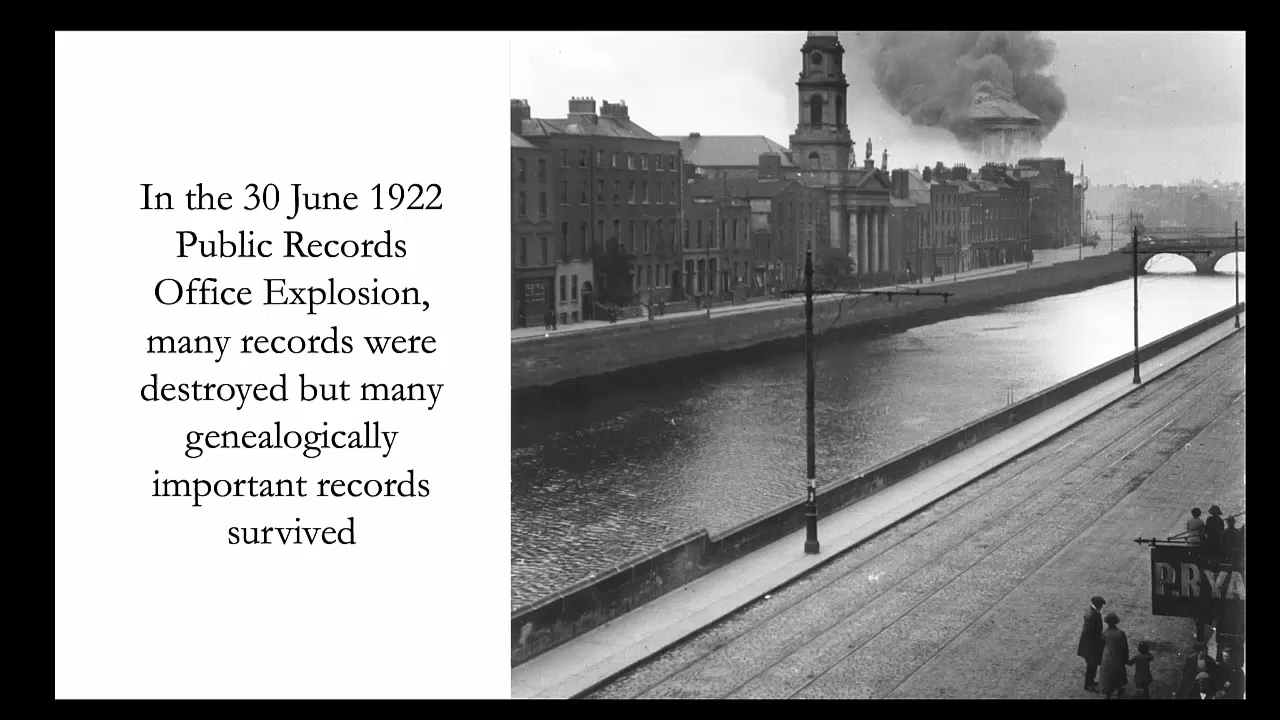 In the 30 June 1922
Public Records
Office Explosion,
many records were
destroyed but many
genealogically
important records
survived
P.RYA